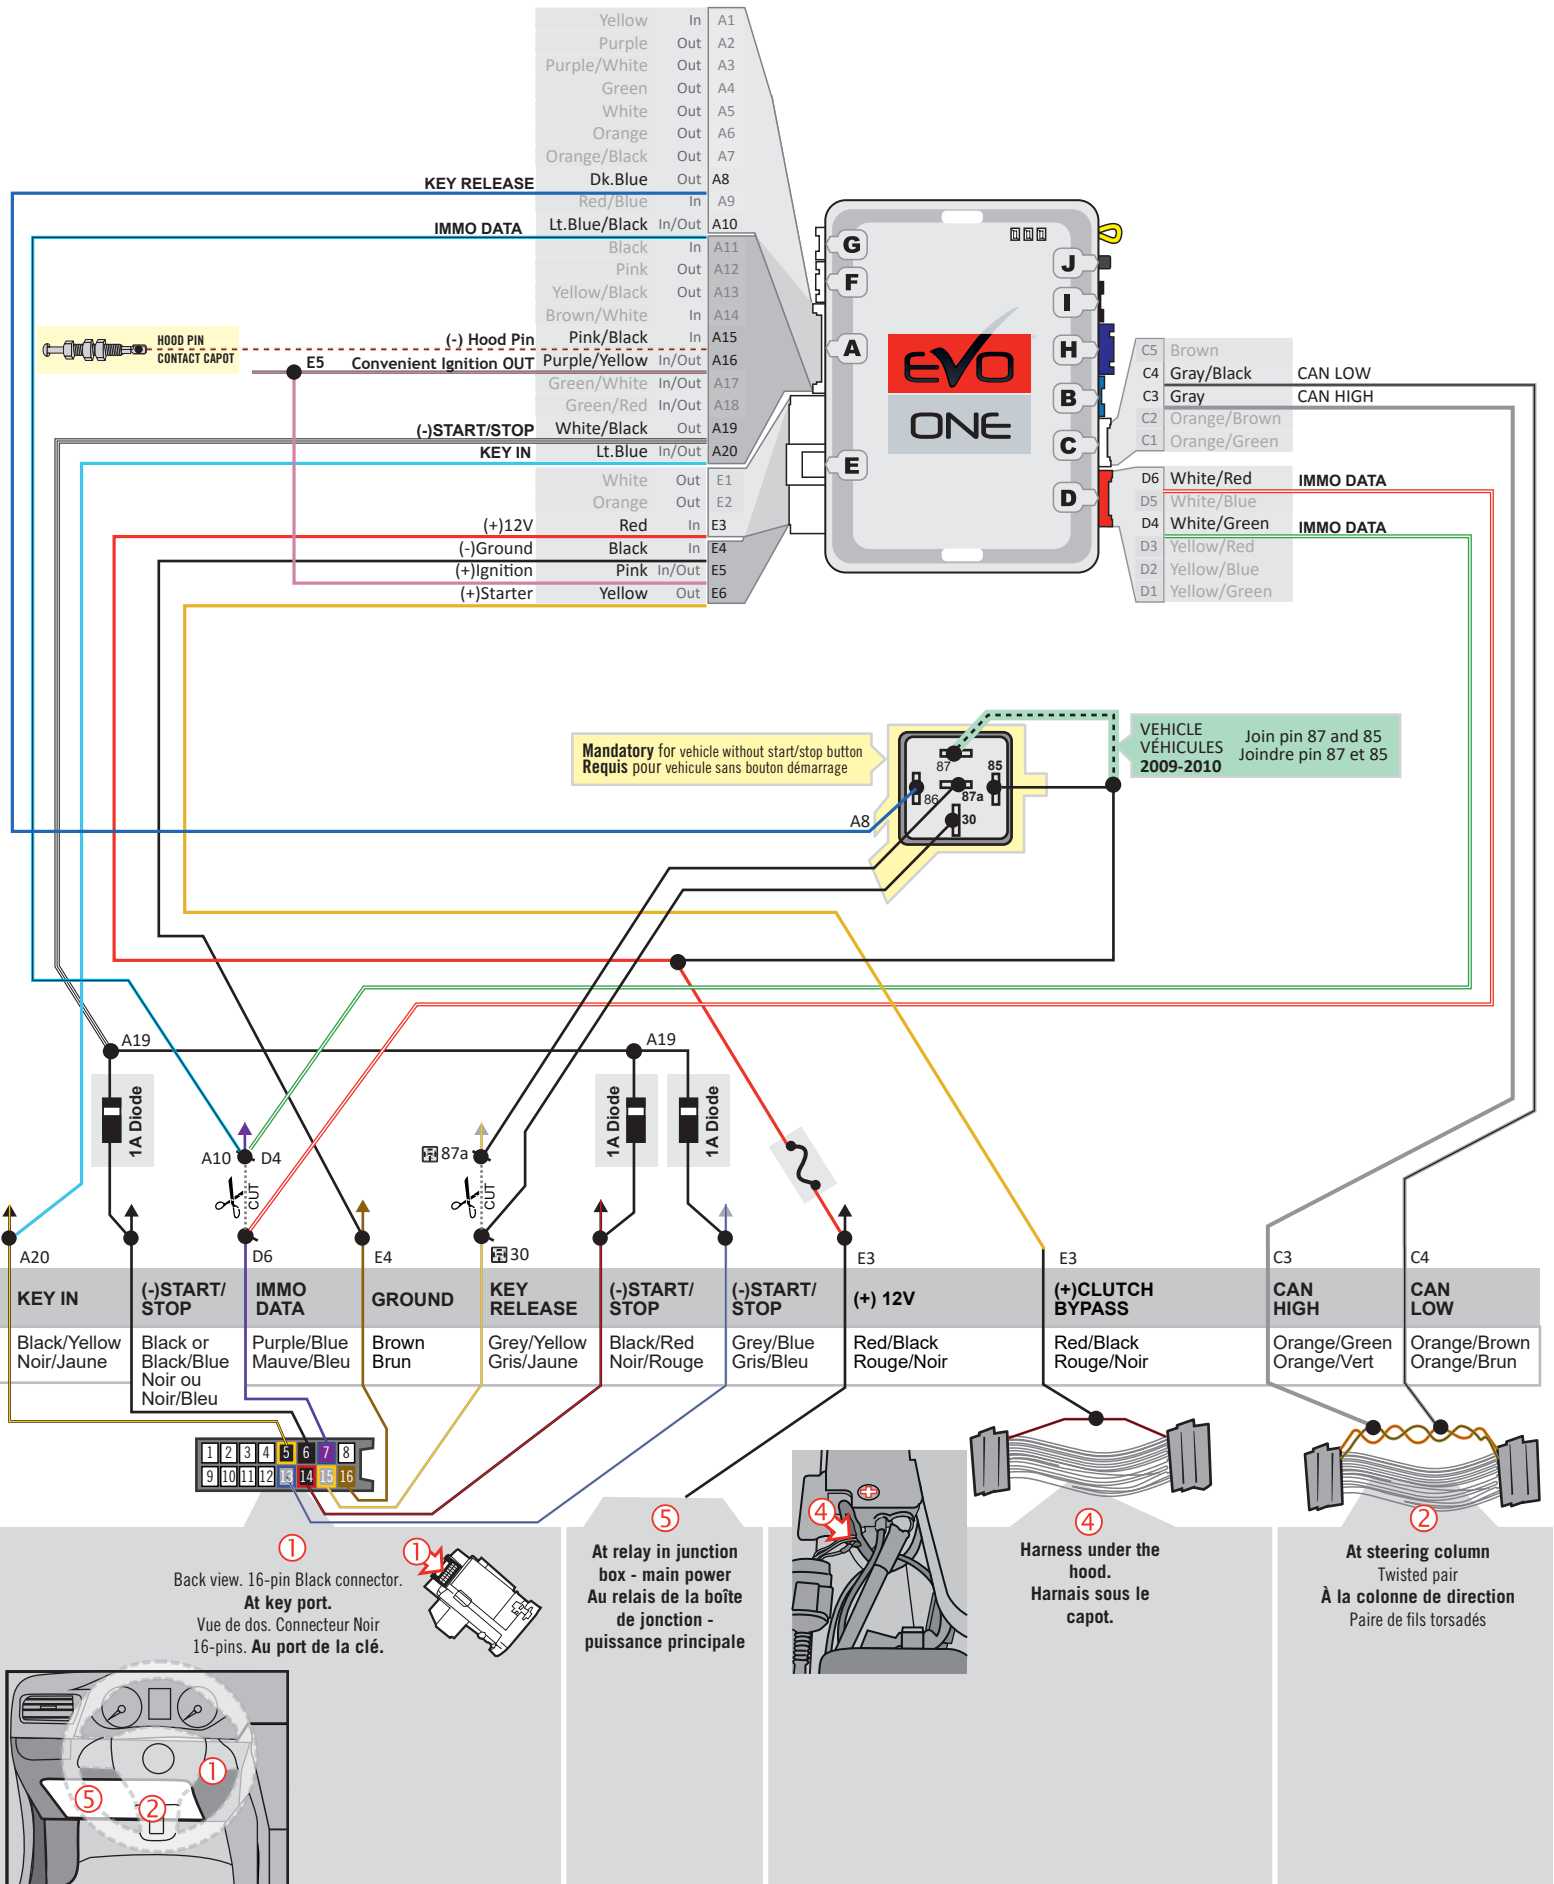 Yellow In A1
Purple Out A2
Purple/White Out A3
Green Out A4
White Out A5
Orange Out A6
Orange/Black Out A7
KEY RELEASE Dk.Blue Out A8
Red/Blue In A9
IMMO DATA Lt.Blue/Black In/Out A10
Black In A11
Pink Out A12
Yellow/Black Out A13
Brown/White In A14
HOOD PIN
CONTACT CAPOT
(-) Hood Pin Pink/Black In A15
E5 Convenient Ignition OUT Purple/Yellow In/Out A16
Green/White In/Out A17
Green/Red In/Out A18
(-)START/STOP White/Black Out A19
KEY IN Lt.Blue In/Out A20
White Out E1
Orange Out E2
(+)12V Red In E3
(-)Ground Black In E4
(+)Ignition Pink In/Out E5
(+)Starter Yellow Out E6
G
F
A
E
J
I
H
B
C
D
EVO
ONE
C5 Brown
C4 Gray/Black CAN LOW
C3 Gray CAN HIGH
C2 Orange/Brown
C1 Orange/Green
D6 White/Red IMMO DATA
D5 White/Blue
D4 White/Green IMMO DATA
D3 Yellow/Red
D2 Yellow/Blue
D1 Yellow/Green
Mandatory for vehicle without start/stop button
Requis pour vehicule sans bouton démarrage
87
85
86
87a
30
A8
VEHICLE
VÉHICULES
2009-2010
Join pin 87 and 85
Joindre pin 87 et 85
A19
A19
1A Diode
1A Diode
1A Diode
A10 D4
CUT
87a
CUT
A20
D6
E4
30
E3
E3
C3
C4
KEY IN
(-)START/
STOP
IMMO
DATA
GROUND
KEY
RELEASE
(-)START/
STOP
(-)START/
STOP
(+) 12V
(+)CLUTCH
BYPASS
CAN
HIGH
CAN
LOW
Black/Yellow
Noir/Jaune
Black or
Black/Blue
Noir ou
Noir/Bleu
Purple/Blue
Mauve/Bleu
Brown
Brun
Grey/Yellow
Gris/Jaune
Black/Red
Noir/Rouge
Grey/Blue
Gris/Bleu
Red/Black
Rouge/Noir
Red/Black
Rouge/Noir
Orange/Green
Orange/Vert
Orange/Brown
Orange/Brun
1 2 3 4 5 6 7 8
9 10 11 12 13 14 15 16
1
Back view. 16-pin Black connector.
At key port.
Vue de dos. Connecteur Noir
16-pins. Au port de la clé.
1
5
At relay in junction
box - main power
Au relais de la boîte
de jonction -
puissance principale
4
4
Harness under the
hood.
Harnais sous le
capot.
2
At steering column
Twisted pair
À la colonne de direction
Paire de fils torsadés
1
5
2